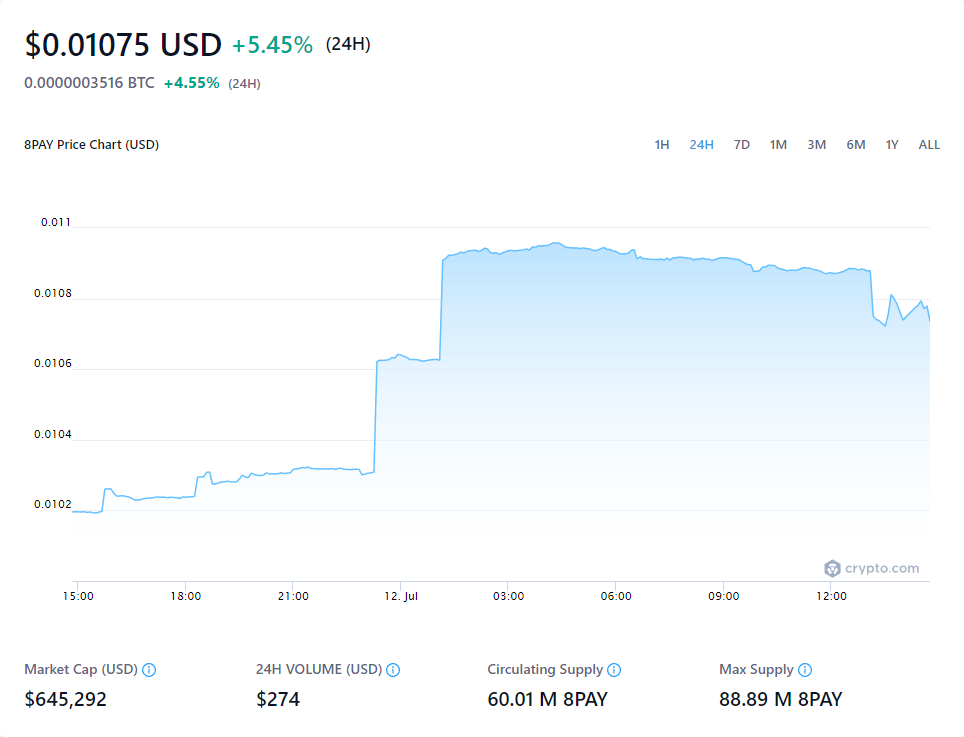 $0.01075 USD +5.45% (24H)
0.0000003516 BTC +4.55% (24H)
8PAY Price Chart (USD) 1H 24H 7D 1M 3M 6M 1Y ALL
0.011
0.0108
0.0106
0.0104
0.0102
crypto.com
15:00 18:00 21:00 12. Jul 03:00 06:00 09:00 12:00
Market Cap (USD) 24H VOLUME (USD) Circulating Supply Max Supply
$645,292 $274 60.01 M 8PAY 88.89 M 8PAY